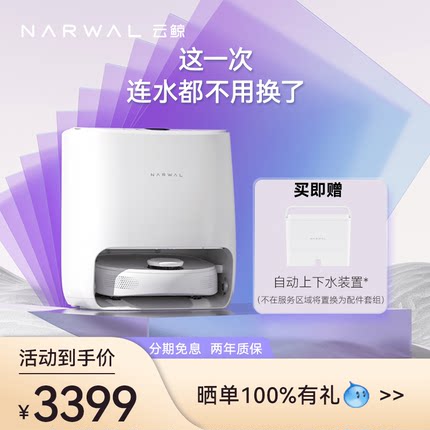 NARWAL 云鲸
这一次
连水都不用换了
NARWAL
买即赠
自动上下水装置*
(不在服务区域将置换为配件套组)
分期免息 两年质保
活动到手价
¥3399
晒单100%有礼 >>